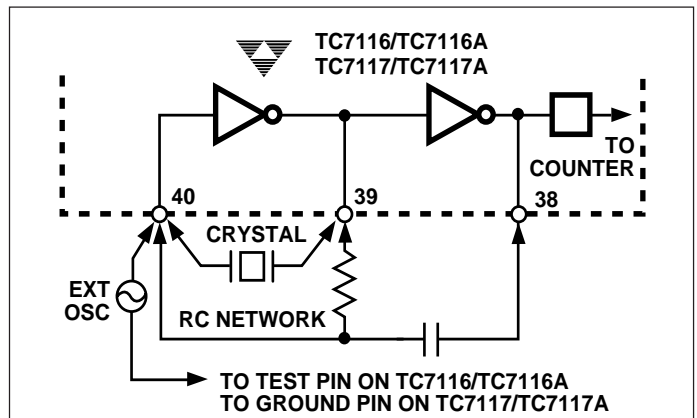 TC7116/TC7116A
TC7117/TC7117A
TO
COUNTER
40
39
38
CRYSTAL
EXT
OSC
RC NETWORK
TO TEST PIN ON TC7116/TC7116A
TO GROUND PIN ON TC7117/TC7117A